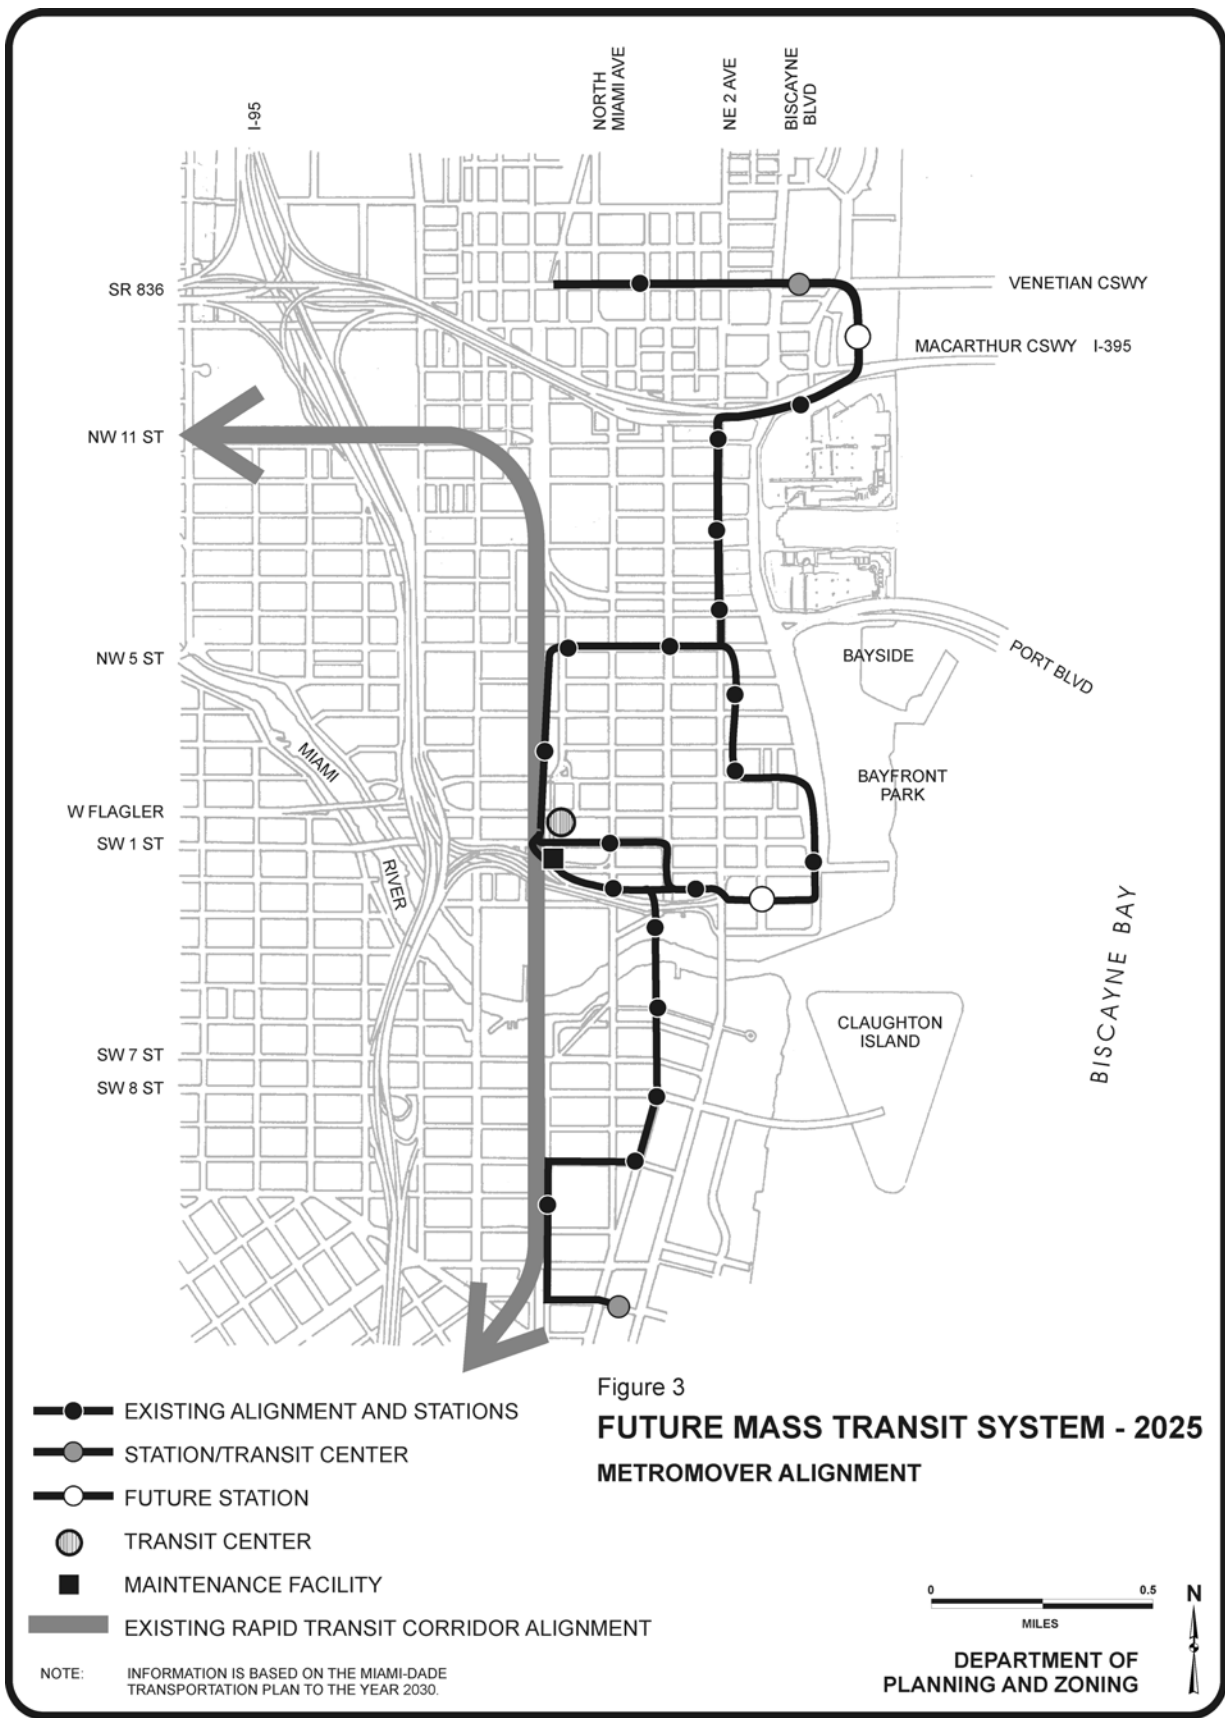 I-95
NORTH
MIAMI AVE
NE 2 AVE
BISCAYNE
BLVD
SR 836
VENETIAN CSWY
MACARTHUR CSWY I-395
NW 11 ST
NW 5 ST
BAYSIDE
PORT BLVD
MIAMI
RIVER
BAYFRONT
PARK
W FLAGLER
SW 1 ST
BISCAYNE BAY
CLAUGHTON
ISLAND
SW 7 ST
SW 8 ST
Figure 3
FUTURE MASS TRANSIT SYSTEM - 2025
METROMOVER ALIGNMENT
EXISTING ALIGNMENT AND STATIONS
STATION/TRANSIT CENTER
FUTURE STATION
TRANSIT CENTER
MAINTENANCE FACILITY
EXISTING RAPID TRANSIT CORRIDOR ALIGNMENT
NOTE: INFORMATION IS BASED ON THE MIAMI-DADE
TRANSPORTATION PLAN TO THE YEAR 2030.
0 0.5
MILES
N
DEPARTMENT OF
PLANNING AND ZONING